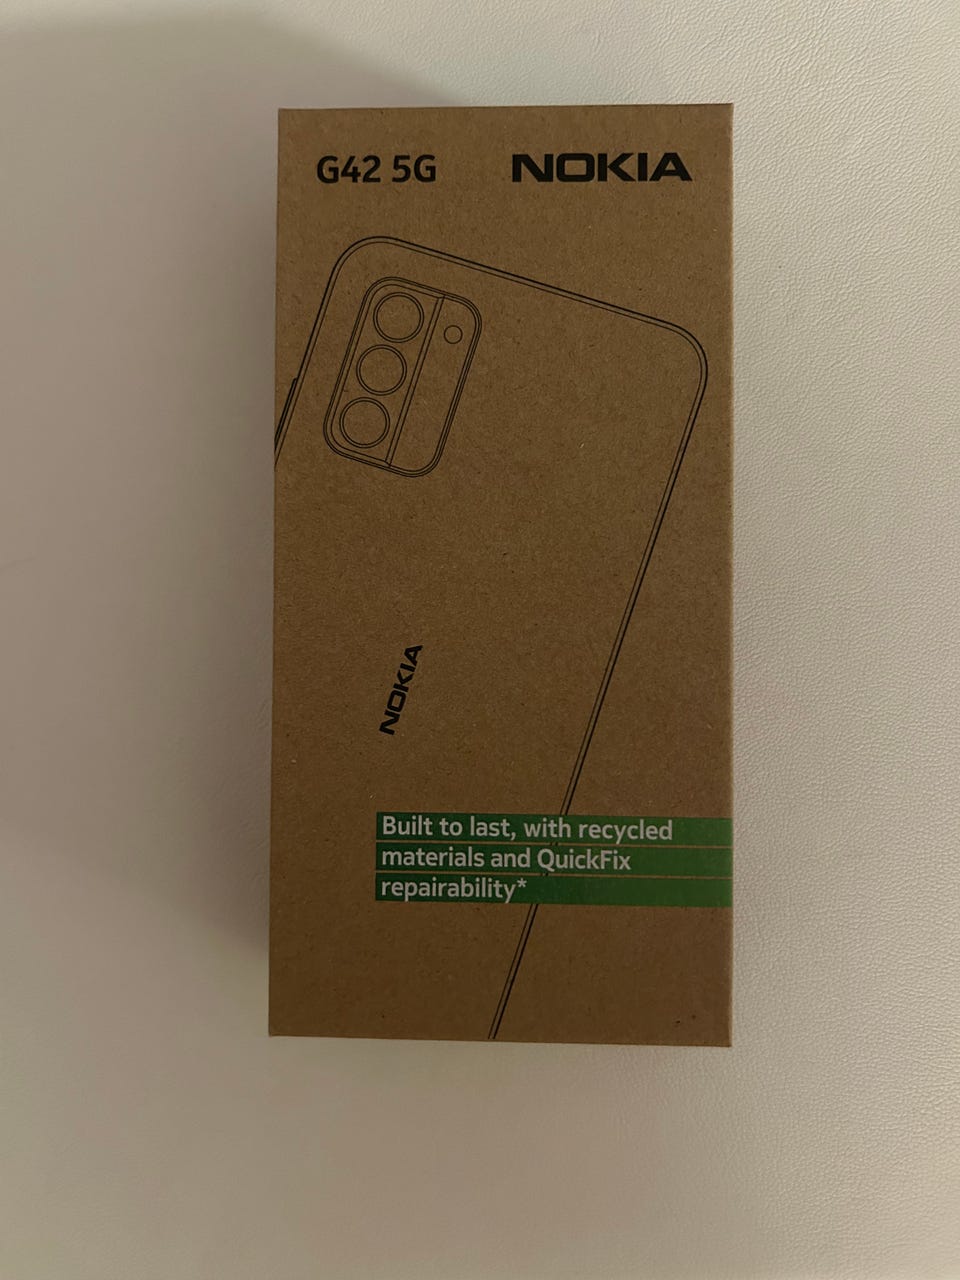 G42 5G NOKIA
NOKIA
Built to last, with recycled
materials and QuickFix
repairability*